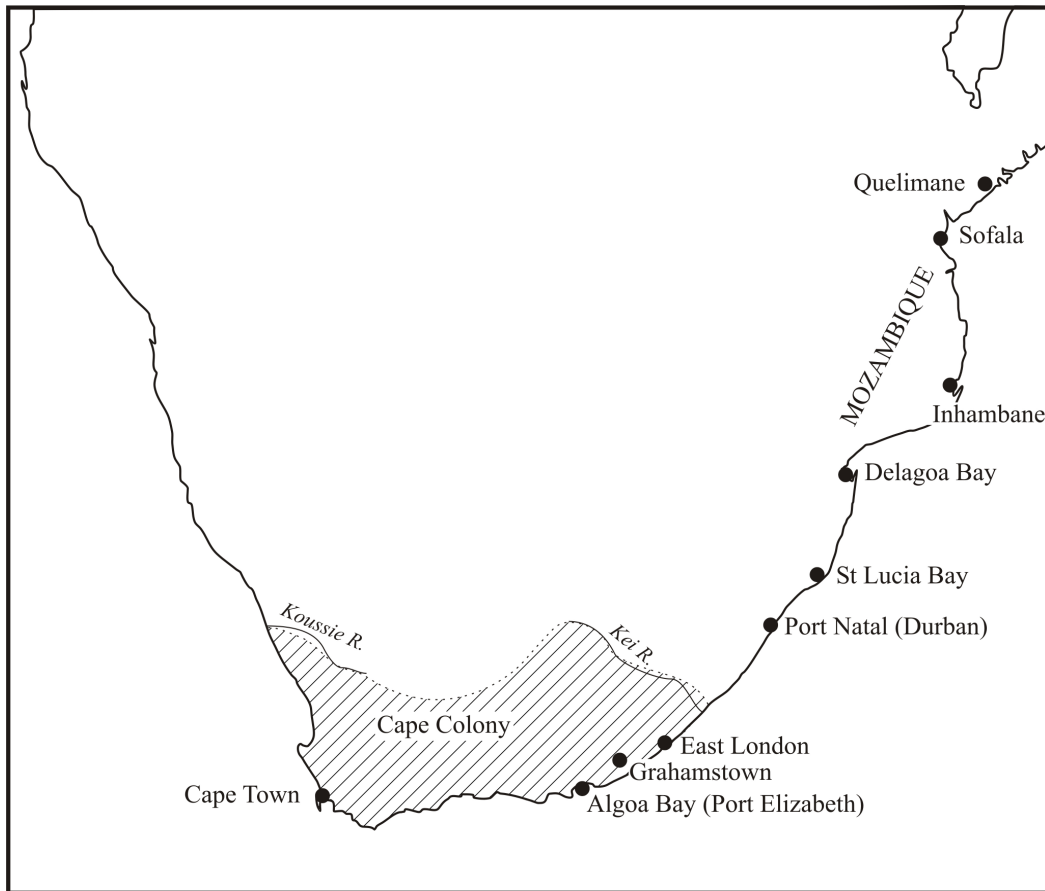 Quelimane
Sofala
MOZAMBIQUE
Inhambane
Delagoa Bay
St Lucia Bay
Koussie R.
Kei R.
Port Natal (Durban)
Cape Colony
East London
Grahamstown
Cape Town
Algoa Bay (Port Elizabeth)